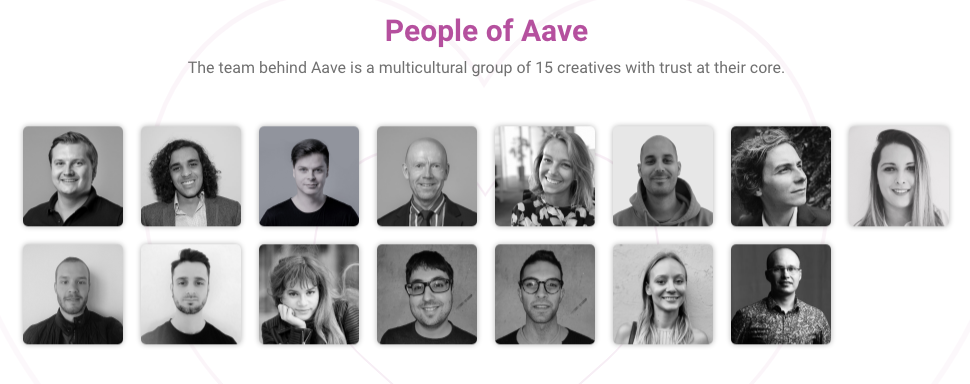 People of Aave
The team behind Aave is a multicultural group of 15 creatives with trust at their core.